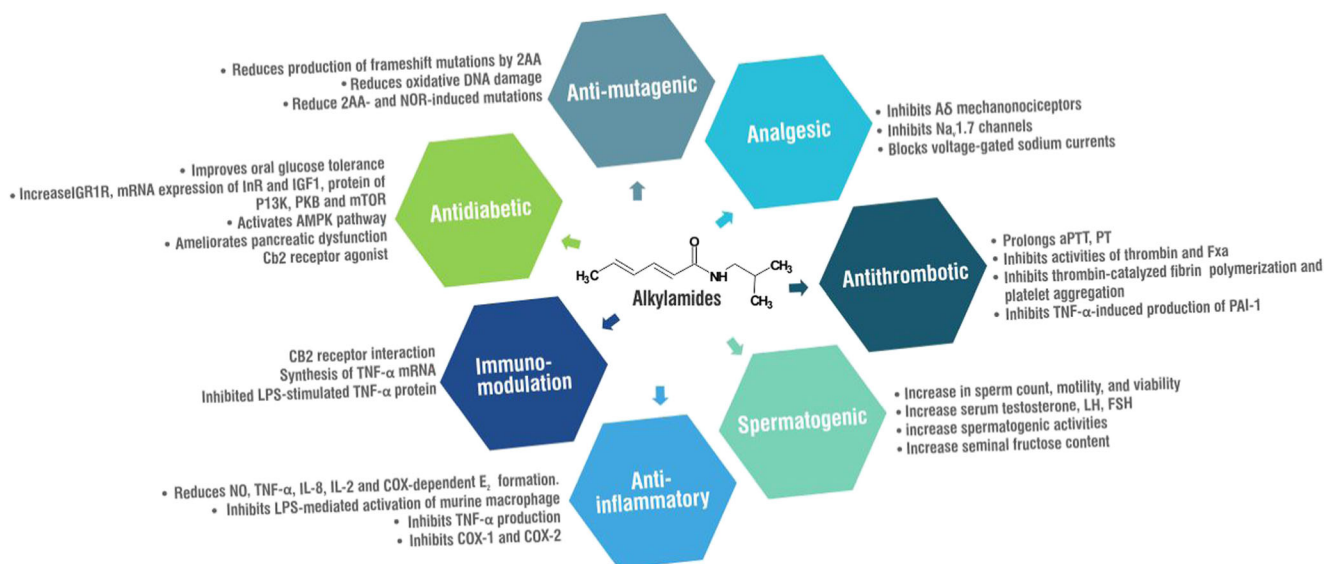 Anti-mutagenic
• Reduces production of frameshift mutations by 2AA
• Reduces oxidative DNA damage
• Reduce 2AA- and NOR-induced mutations
Analgesic
• Inhibits Aδ mechanonociceptors
• Inhibits Nav1.7 channels
• Blocks voltage-gated sodium currents
Antidiabetic
• Improves oral glucose tolerance
• IncreaseIGR1R, mRNA expression of InR and IGF1, protein of
P13K, PKB and mTOR
• Activates AMPK pathway
• Ameliorates pancreatic dysfunction
Cb2 receptor agonist
Antithrombotic
• Prolongs aPTT, PT
• Inhibits activities of thrombin and Fxa
• Inhibits thrombin-catalyzed fibrin polymerization and
platelet aggregation
• Inhibits TNF-α-induced production of PAI-1
CH₃
O
NH
CH₃
CH₃
Alkylamides
Immuno-
modulation
CB2 receptor interaction
Synthesis of TNF-α mRNA
Inhibited LPS-stimulated TNF-α protein
Spermatogenic
• Increase in sperm count, motility, and viability
• Increase serum testosterone, LH, FSH
• increase spermatogenic activities
• Increase seminal fructose content
Anti-
inflammatory
• Reduces NO, TNF-α, IL-8, IL-2 and COX-dependent E₂ formation.
• Inhibits LPS-mediated activation of murine macrophage
• Inhibits TNF-α production
• Inhibits COX-1 and COX-2